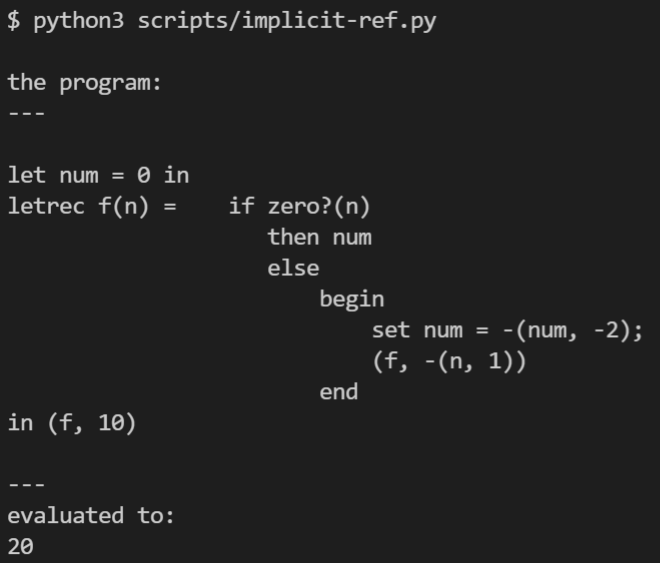 $ python3 scripts/implicit-ref.py
the program:
---
let num = 0 in
letrec f(n) =    if zero?(n)
then num
else
begin
set num = -(num, -2);
(f, -(n, 1))
end
in (f, 10)
---
evaluated to:
20